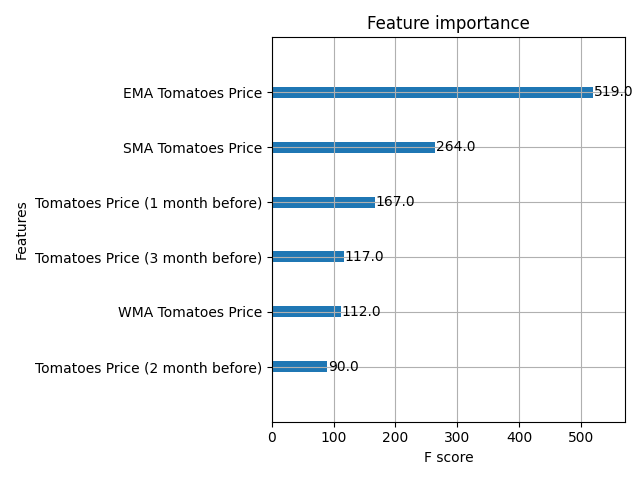 Feature importance
EMA Tomatoes Price
519.0
SMA Tomatoes Price
264.0
Tomatoes Price (1 month before)
167.0
Tomatoes Price (3 month before)
117.0
WMA Tomatoes Price
112.0
Tomatoes Price (2 month before)
90.0
Features
0 100 200 300 400 500
F score